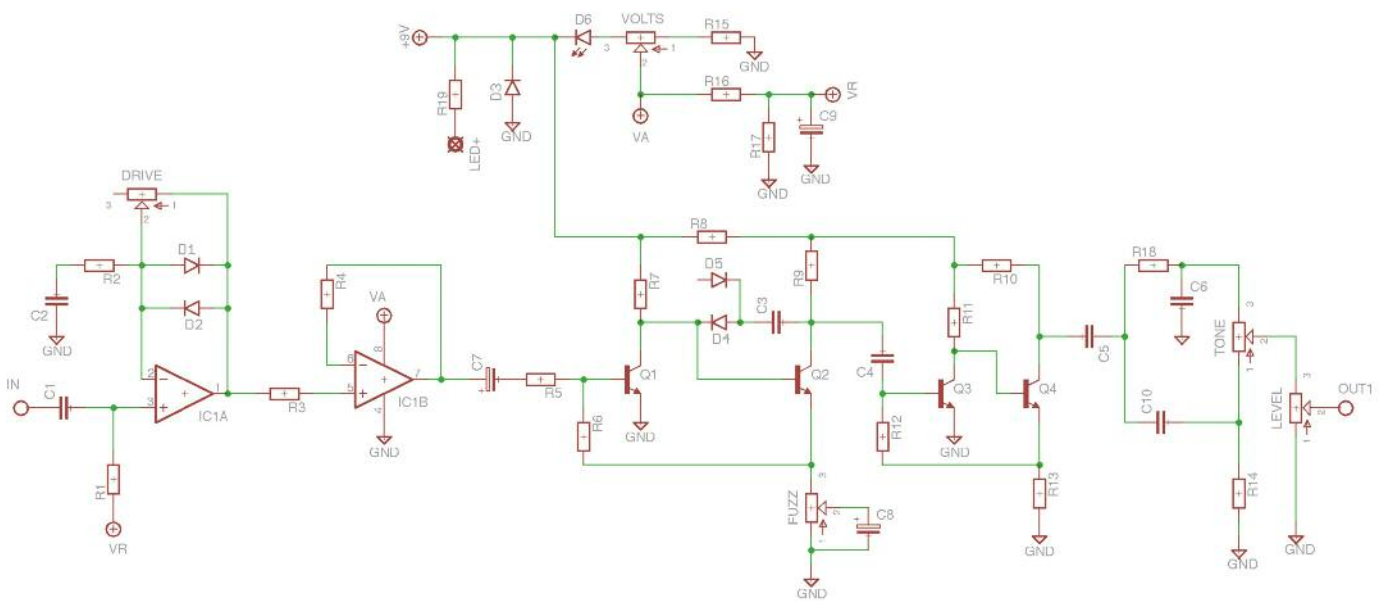 D6 VOLTS R15
+9V
3 1
2
GND
R19 D3 R16 VR
C9
R17
VA
LED+ GND
GND GND
DRIVE
3 1
2
R8
D1 R4 D5 R9 R10 R18
R2 R7 C3 C6
C2 D2 VA R11 3
GND 8 D4 C4 C5 TONE 2
6 C7 Q1 Q2 Q3 Q4 1
IN 2 1 7 3
C1 3 IC1A R3 5 IC1B R5 LEVEL 2 OUT1
4 R6 GND R12 C10 1
GND GND
R1 3 R13 R14
FUZZ 2 C8
VR 1 GND GND GND
GND